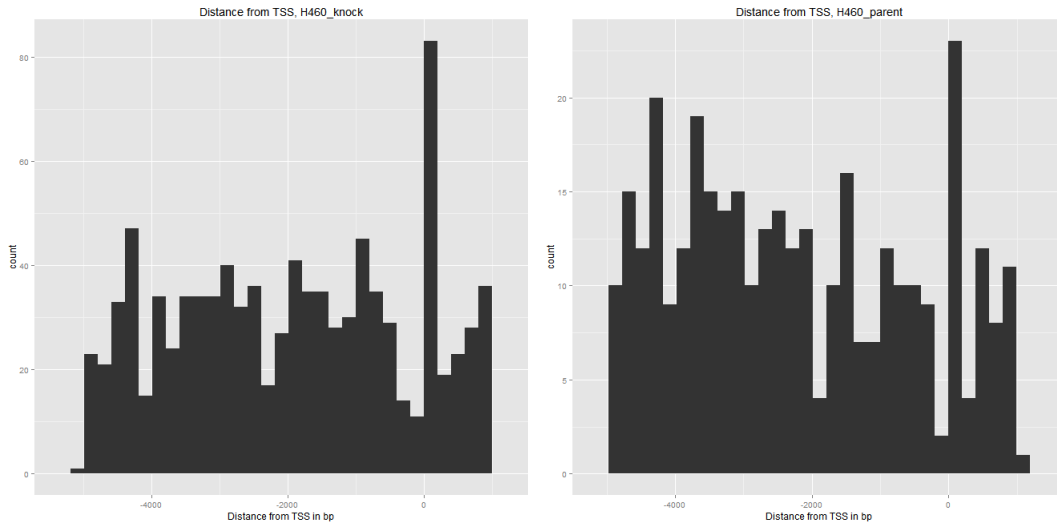 Distance from TSS, H460_knock
80
60
40
20
0
count
-4000
-2000
0
Distance from TSS in bp
Distance from TSS, H460_parent
20
15
10
5
0
count
-4000
-2000
0
Distance from TSS in bp